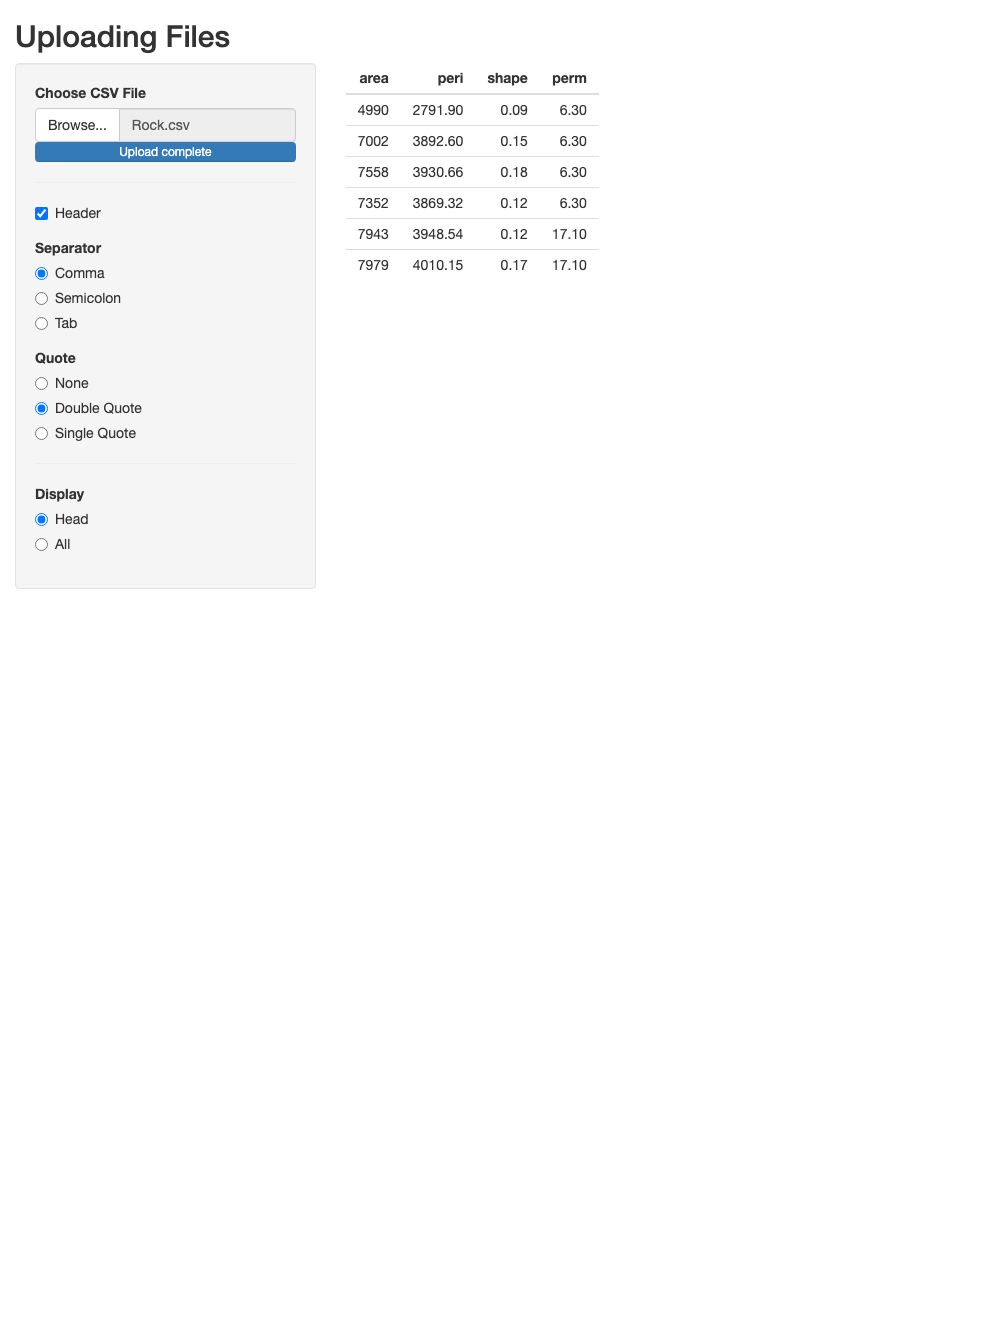 Uploading Files
Choose CSV File
Browse... Rock.csv
Upload complete
Header
Separator
Comma
Semicolon
Tab
Quote
None
Double Quote
Single Quote
Display
Head
All
area peri shape perm
4990 2791.90 0.09 6.30
7002 3892.60 0.15 6.30
7558 3930.66 0.18 6.30
7352 3869.32 0.12 6.30
7943 3948.54 0.12 17.10
7979 4010.15 0.17 17.10